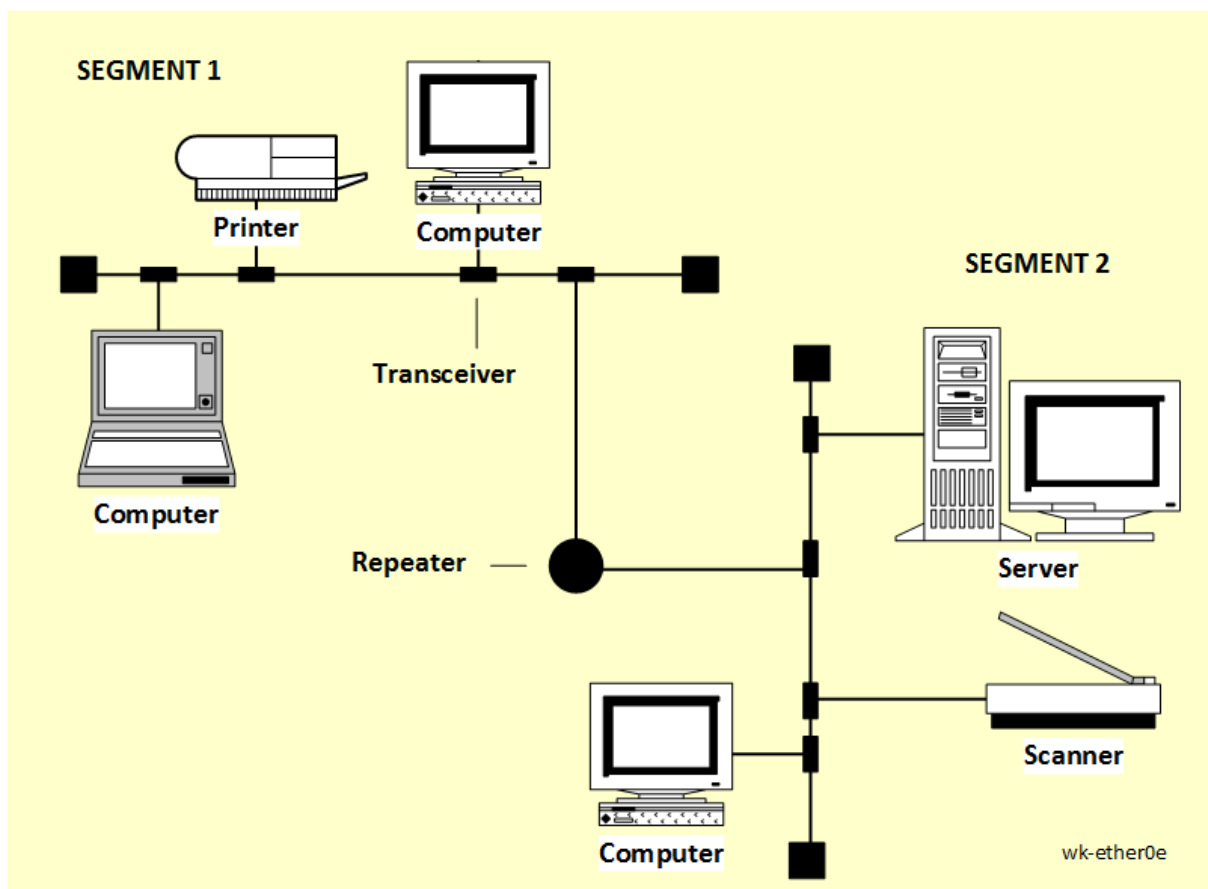 SEGMENT 1
Printer
Computer
SEGMENT 2
Transceiver
Computer
Repeater
Server
Scanner
Computer
wk-ether0e